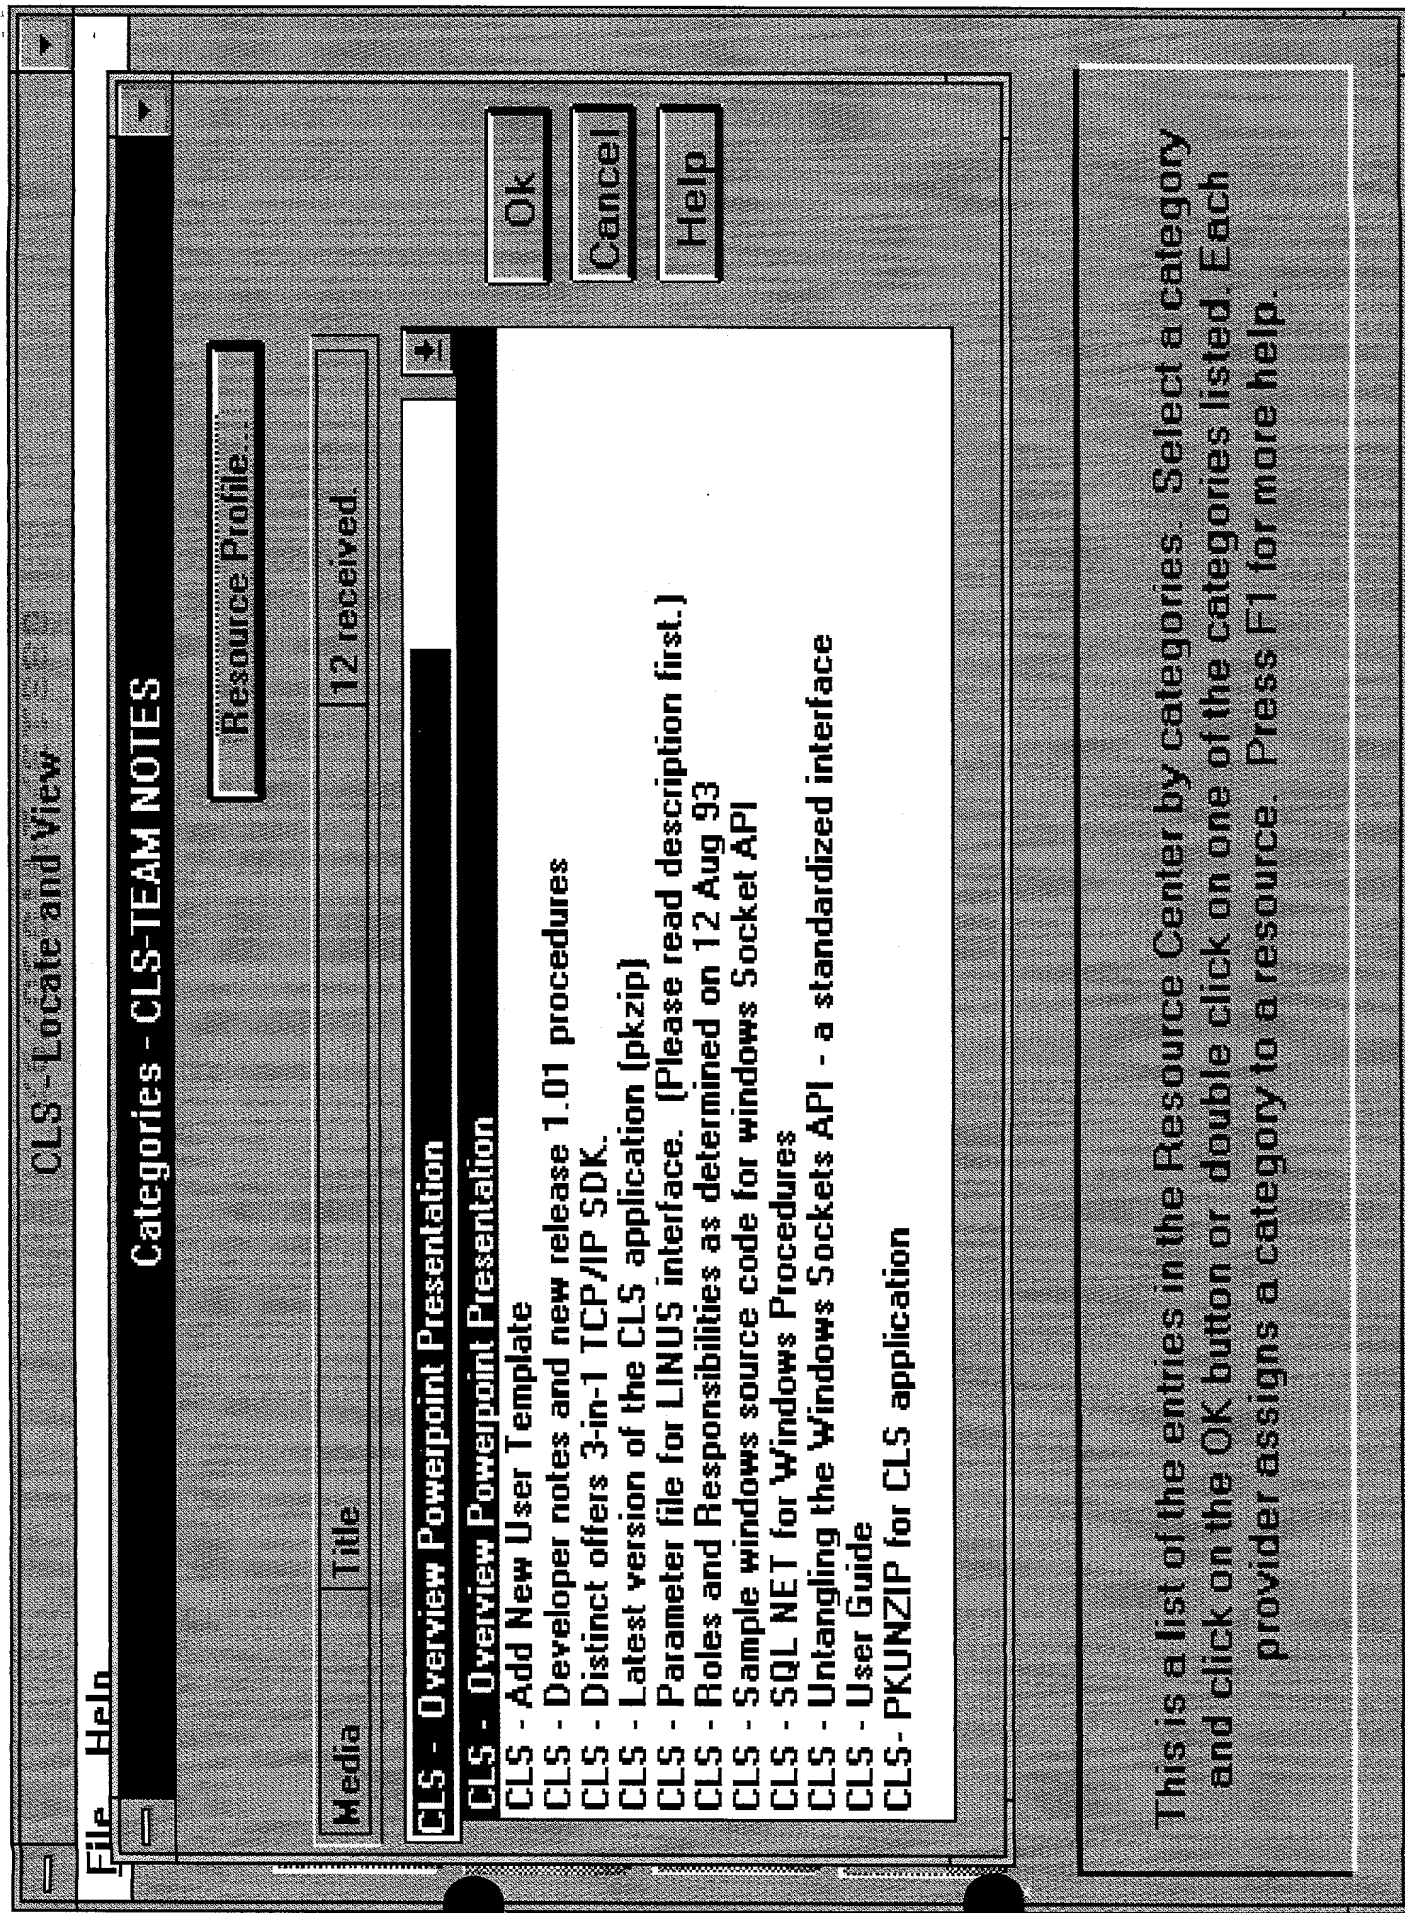 CLS - Locate and View
File Help
Categories - CLS-TEAM NOTES
Resource Profile...
Media Title 12 received.
CLS - Overview Powerpoint Presentation
CLS - Overview Powerpoint Presentation
CLS - Add New User Template
CLS - Developer notes and new release 1.01 procedures
CLS - Distinct offers 3-in-1 TCP/IP SDK.
CLS - Latest version of the CLS application (pkzip)
CLS - Parameter file for LINUS interface. (Please read description first.)
CLS - Roles and Responsibilities as determined on 12 Aug 93
CLS - Sample windows source code for windows Socket API
CLS - SQL NET for Windows Procedures
CLS - Untangling the Windows Sockets API - a standardized interface
CLS - User Guide
CLS- PKUNZIP for CLS application
Ok
Cancel
Help
This is a list of the entries in the Resource Center by categories. Select a category
and click on the OK button or double click on one of the categories listed. Each
provider assigns a category to a resource. Press F1 for more help.